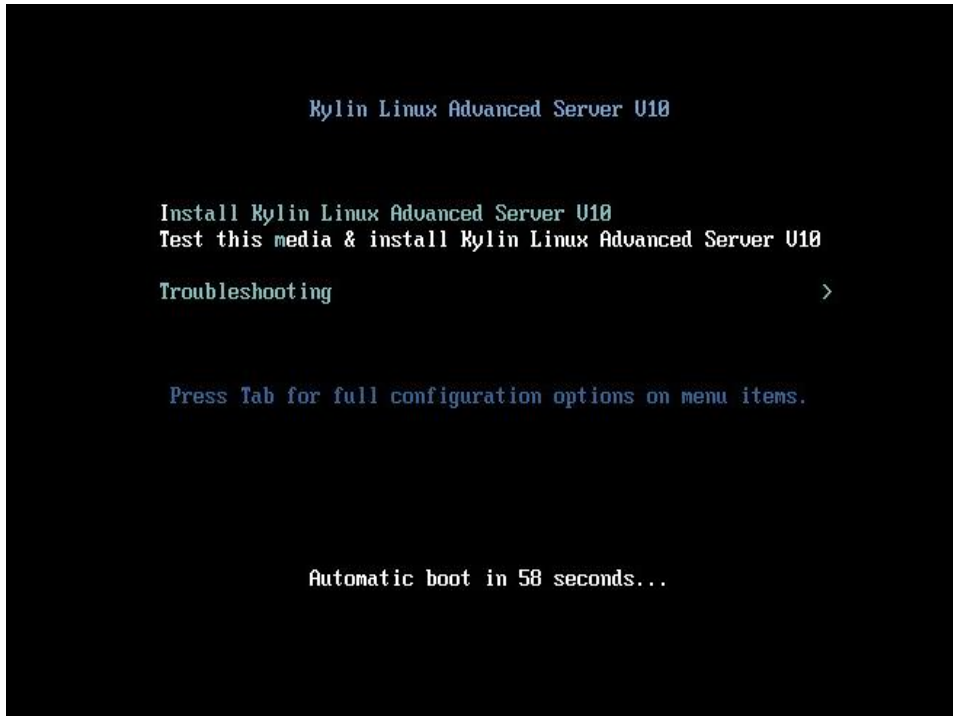 Kylin Linux Advanced Server V10
Install Kylin Linux Advanced Server V10
Test this media & install Kylin Linux Advanced Server V10
Troubleshooting >
Press Tab for full configuration options on menu items.
Automatic boot in 58 seconds...